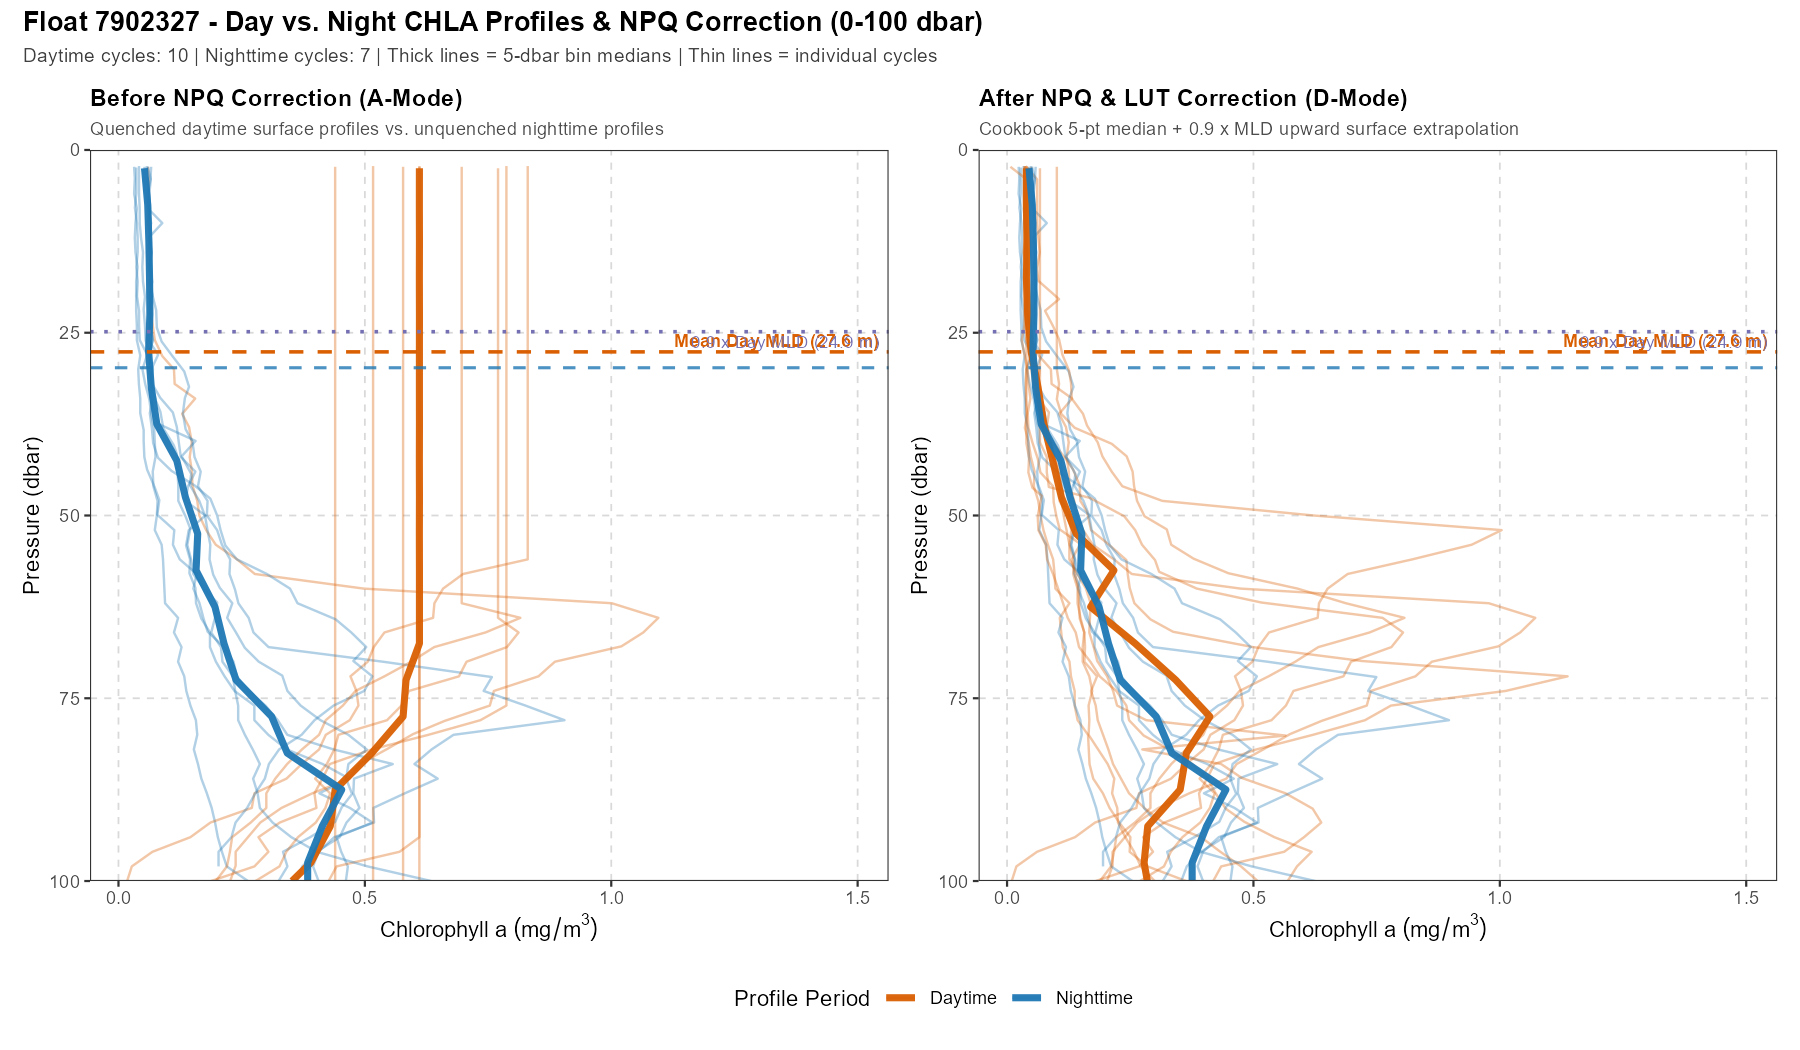 Float 7902327 - Day vs. Night CHLA Profiles & NPQ Correction (0-100 dbar)
Daytime cycles: 10 | Nighttime cycles: 7 | Thick lines = 5-dbar bin medians | Thin lines = individual cycles
Before NPQ Correction (A-Mode)
Quenched daytime surface profiles vs. unquenched nighttime profiles
0
25
50
75
100
Pressure (dbar)
Mean Day MLD (27.6 m)
0.0
0.5
1.0
1.5
Chlorophyll a (mg/m³)
After NPQ & LUT Correction (D-Mode)
Cookbook 5-pt median + 0.9 x MLD upward surface extrapolation
0
25
50
75
100
Pressure (dbar)
Mean Day MLD (27.6 m)
0.0
0.5
1.0
1.5
Chlorophyll a (mg/m³)
Profile Period
Daytime
Nighttime